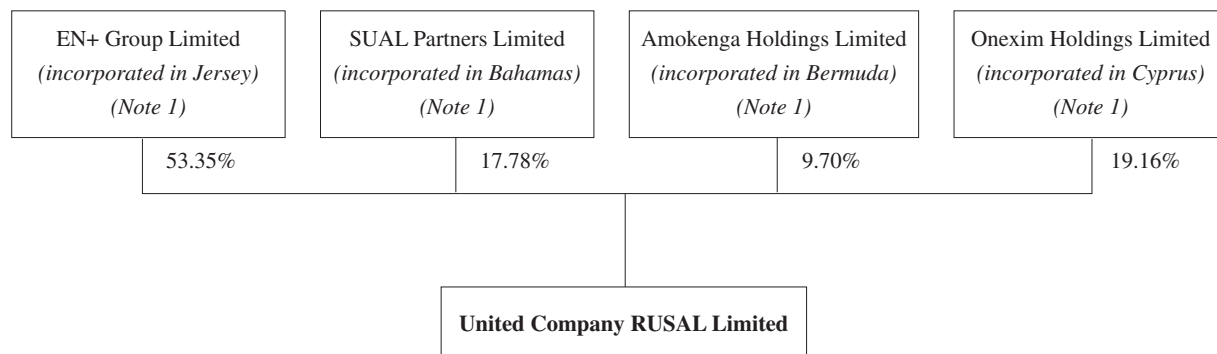 EN+ Group Limited
(incorporated in Jersey)
(Note 1)
SUAL Partners Limited
(incorporated in Bahamas)
(Note 1)
Amokenga Holdings Limited
(incorporated in Bermuda)
(Note 1)
Onexim Holdings Limited
(incorporated in Cyprus)
(Note 1)
53.35%
17.78%
9.70%
19.16%
United Company RUSAL Limited